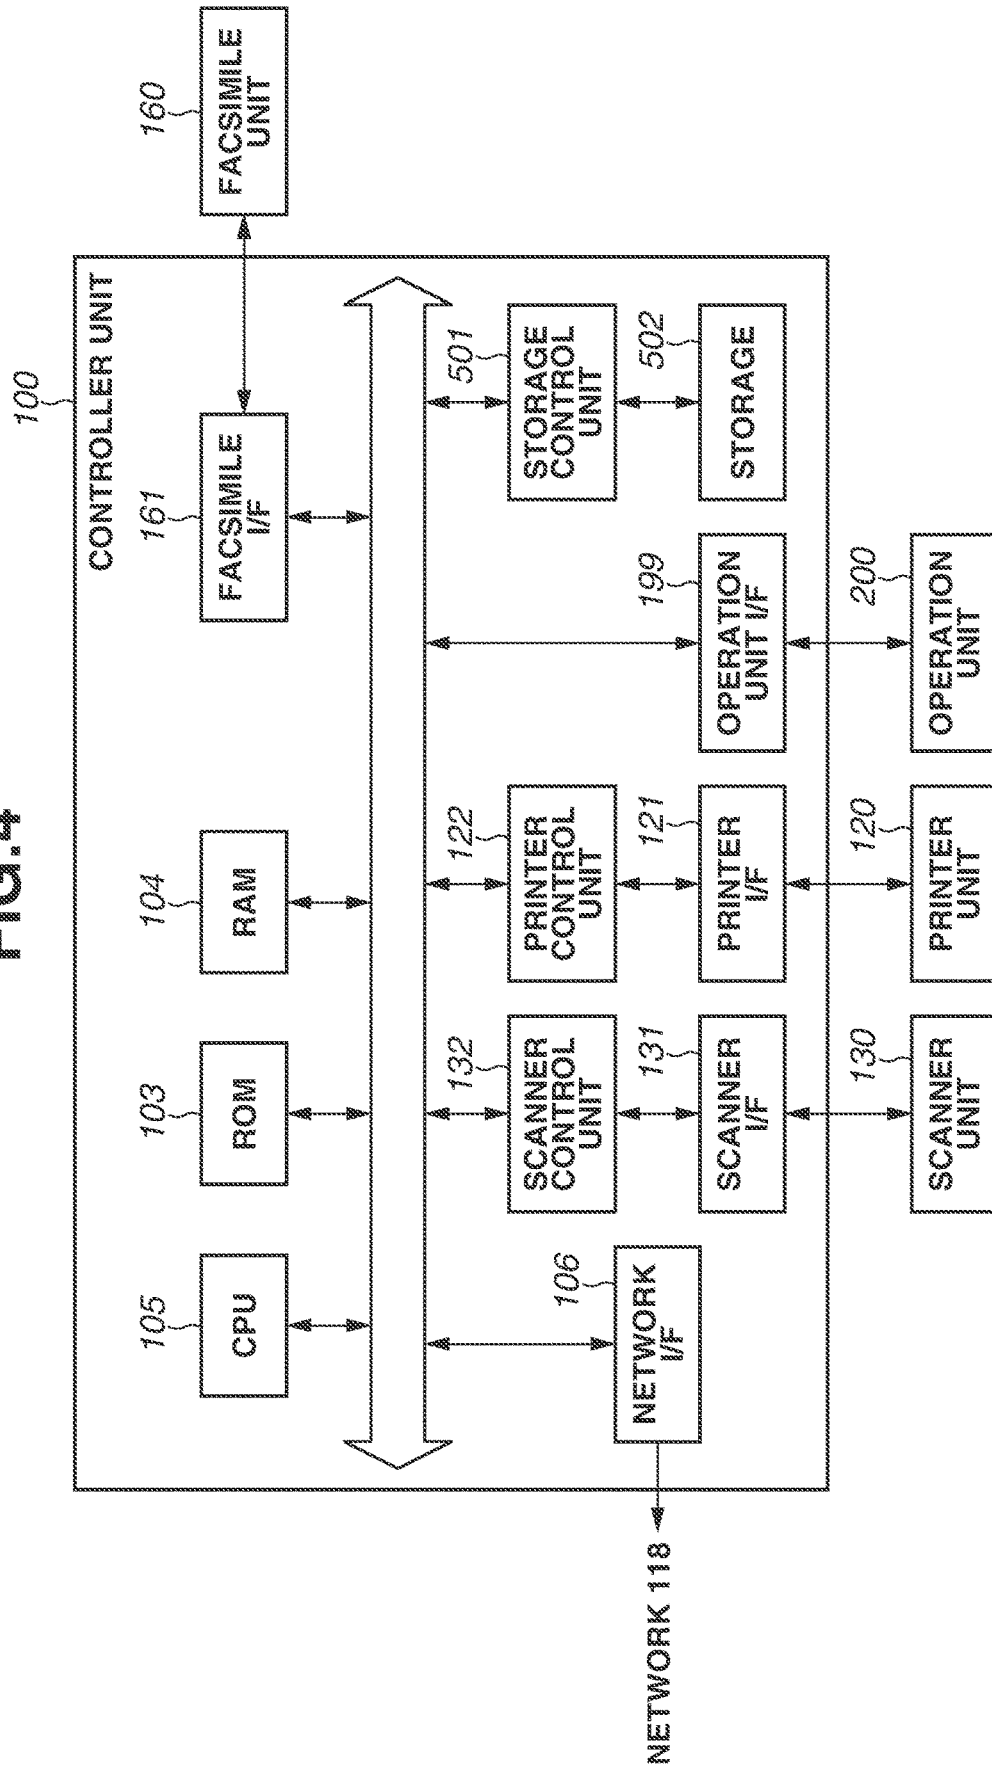 FIG.4
100
CONTROLLER UNIT
105
CPU
103
ROM
104
RAM
161
FACSIMILE
I/F
160
FACSIMILE
UNIT
106
NETWORK
I/F
NETWORK 118
132
SCANNER
CONTROL
UNIT
122
PRINTER
CONTROL
UNIT
501
STORAGE
CONTROL
UNIT
131
SCANNER
I/F
121
PRINTER
I/F
199
OPERATION
UNIT I/F
502
STORAGE
130
SCANNER
UNIT
120
PRINTER
UNIT
200
OPERATION
UNIT